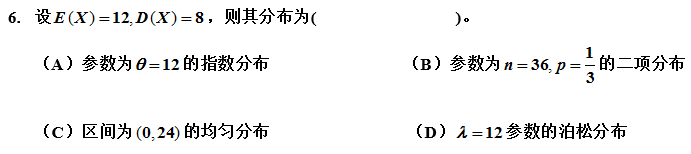 6. 设E(X)=12,D(X)=8，则其分布为(　　　　)。
（A）参数为θ=12的指数分布　　　　（B）参数为n=36,p=1/3的二项分布
（C）区间为(0,24)的均匀分布　　　　（D）λ=12参数的泊松分布